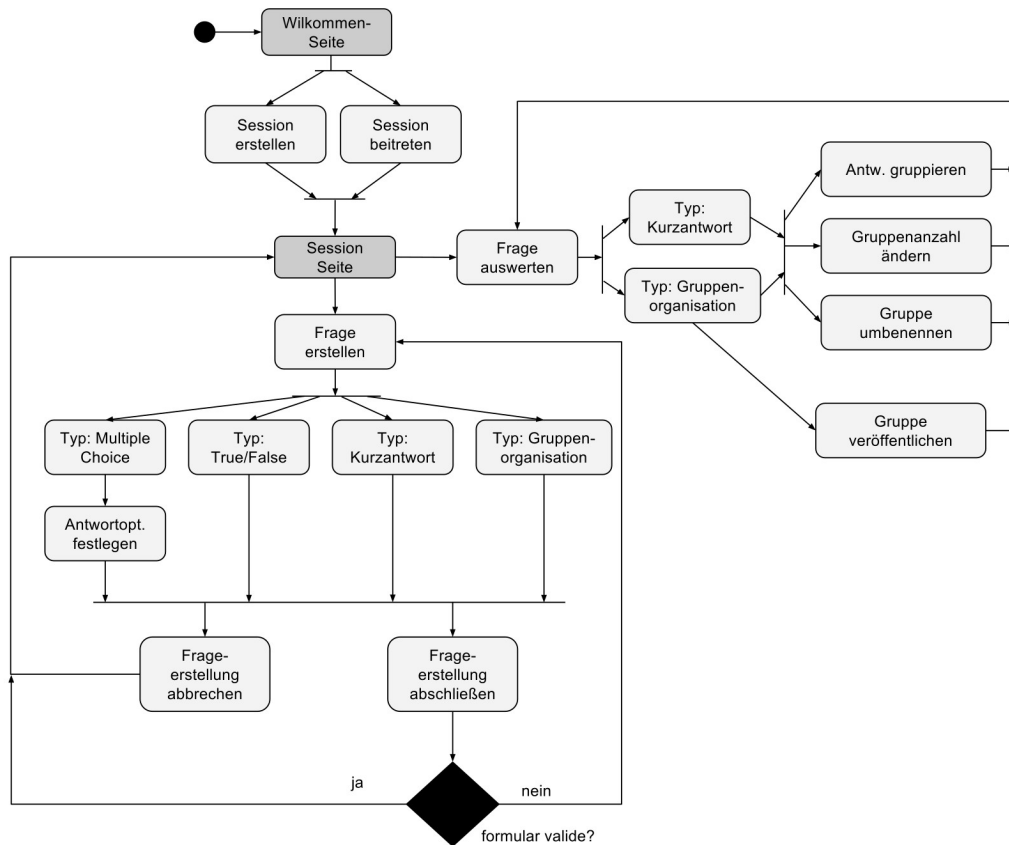 Wilkommen-
Seite
Session
erstellen
Session
beitreten
Session
Seite
Frage
auswerten
Typ:
Kurzantwort
Typ: Gruppen-
organisation
Antw. gruppieren
Gruppenanzahl
ändern
Gruppe
umbenennen
Gruppe
veröffentlichen
Frage
erstellen
Typ: Multiple
Choice
Typ:
True/False
Typ:
Kurzantwort
Typ: Gruppen-
organisation
Antwortopt.
festlegen
Frage-
erstellung
abbrechen
Frage-
erstellung
abschließen
ja
nein
formular valide?